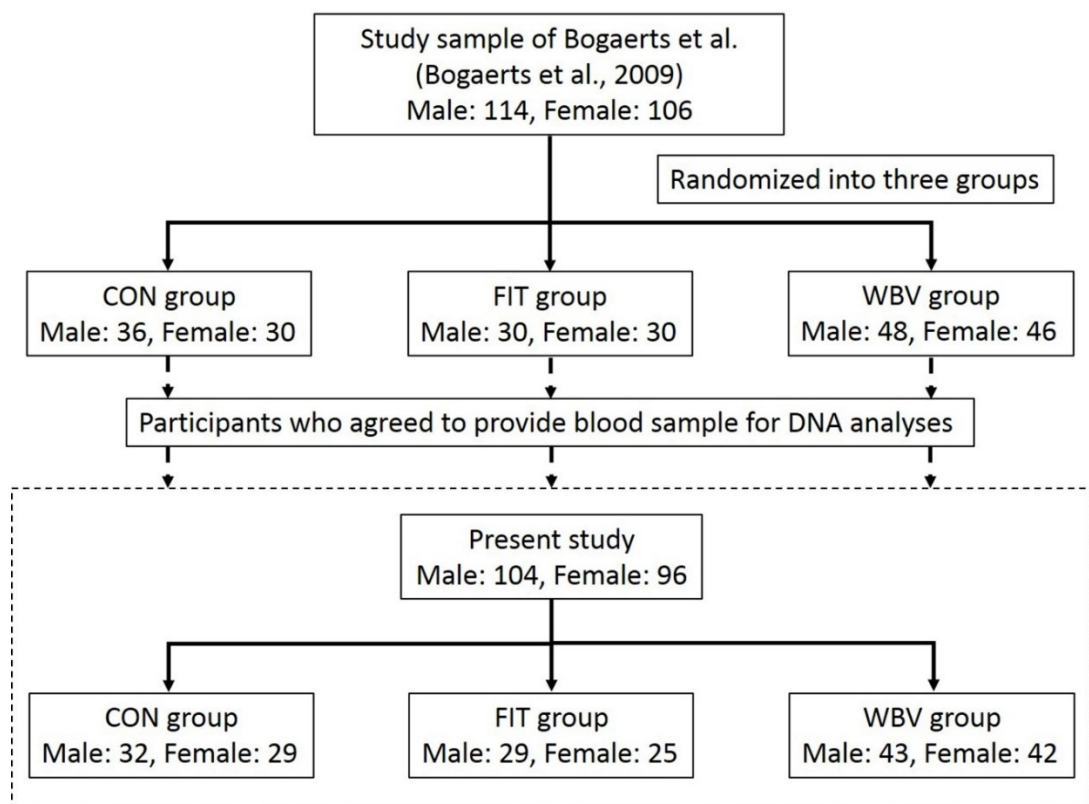 Study sample of Bogaerts et al.
(Bogaerts et al., 2009)
Male: 114, Female: 106
Randomized into three groups
CON group
Male: 36, Female: 30
FIT group
Male: 30, Female: 30
WBV group
Male: 48, Female: 46
Participants who agreed to provide blood sample for DNA analyses
Present study
Male: 104, Female: 96
CON group
Male: 32, Female: 29
FIT group
Male: 29, Female: 25
WBV group
Male: 43, Female: 42